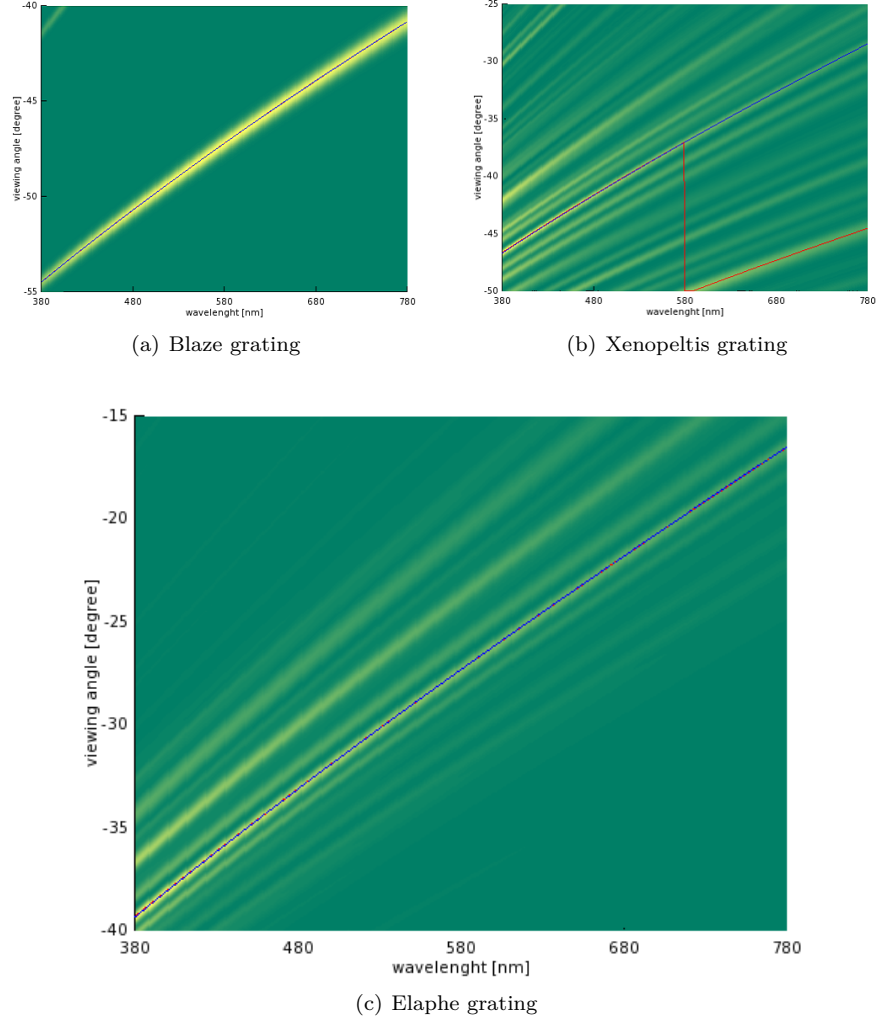 -40
-45
-50
-55
viewing angle [degree]
380 480 580 680 780
wavelenght [nm]
(a) Blaze grating
-25
-30
-35
-40
-45
-50
viewing angle [degree]
380 480 580 680 780
wavelenght [nm]
(b) Xenopeltis grating
-15
-20
-25
-30
-35
-40
viewing angle [degree]
380 480 580 680 780
wavelenght [nm]
(c) Elaphe grating